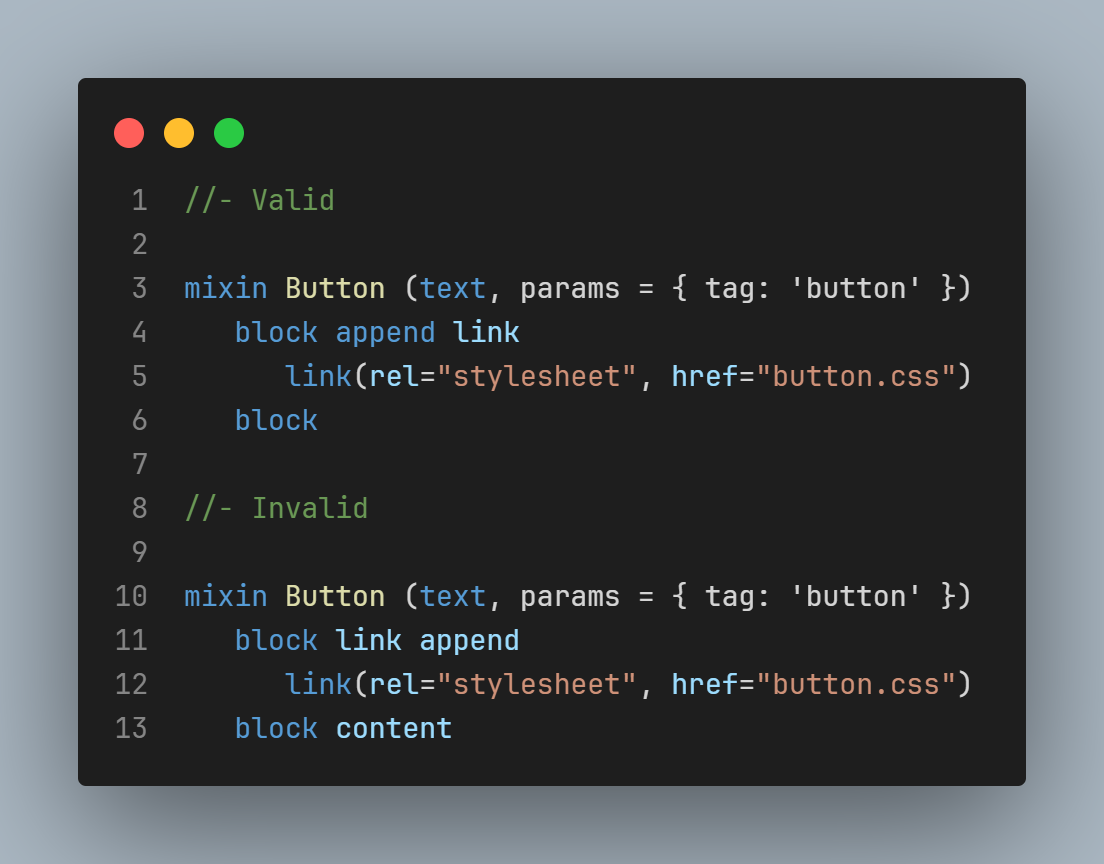 1 //- Valid
2
3 mixin Button (text, params = { tag: 'button' })
4    block append link
5       link(rel="stylesheet", href="button.css")
6    block
7
8 //- Invalid
9
10 mixin Button (text, params = { tag: 'button' })
11    block link append
12       link(rel="stylesheet", href="button.css")
13    block content